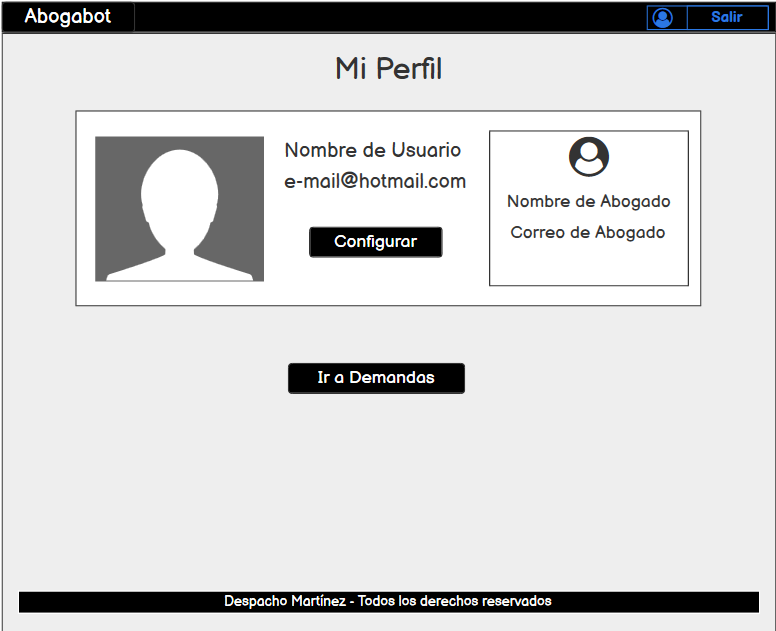 Abogabot
Salir
Mi Perfil
Nombre de Usuario
e-mail@hotmail.com
Configurar
Nombre de Abogado
Correo de Abogado
Ir a Demandas
Despacho Martínez - Todos los derechos reservados